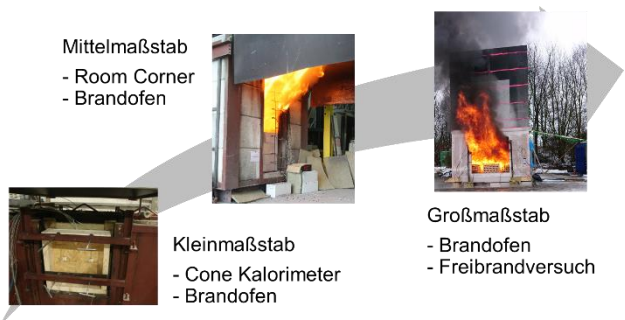 Mittelmaßstab
- Room Corner
- Brandofen
Kleinmaßstab
- Cone Kalorimeter
- Brandofen
Großmaßstab
- Brandofen
- Freibrandversuch